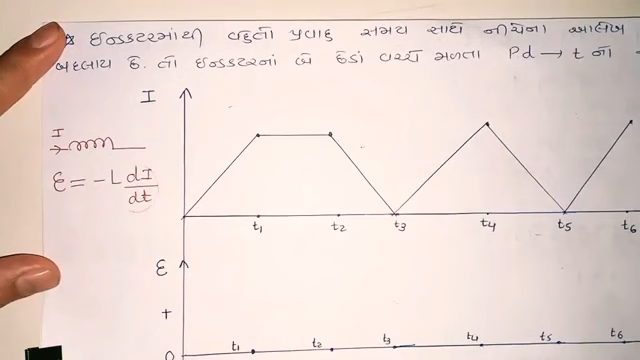 * ઇન્ડક્ટરમાંથી વહેતો પ્રવાહ સમય સાથે નીચેના આલેખ
બદલાય છે. તો ઇન્ડક્ટરનાં બે છેડાં વચ્ચે મળતા Pd → t નો
I
I
ε = -L dI/dt
t₁ t₂ t₃ t₄ t₅ t₆
ε
+
t₁ t₂ t₃ t₄ t₅ t₆
0